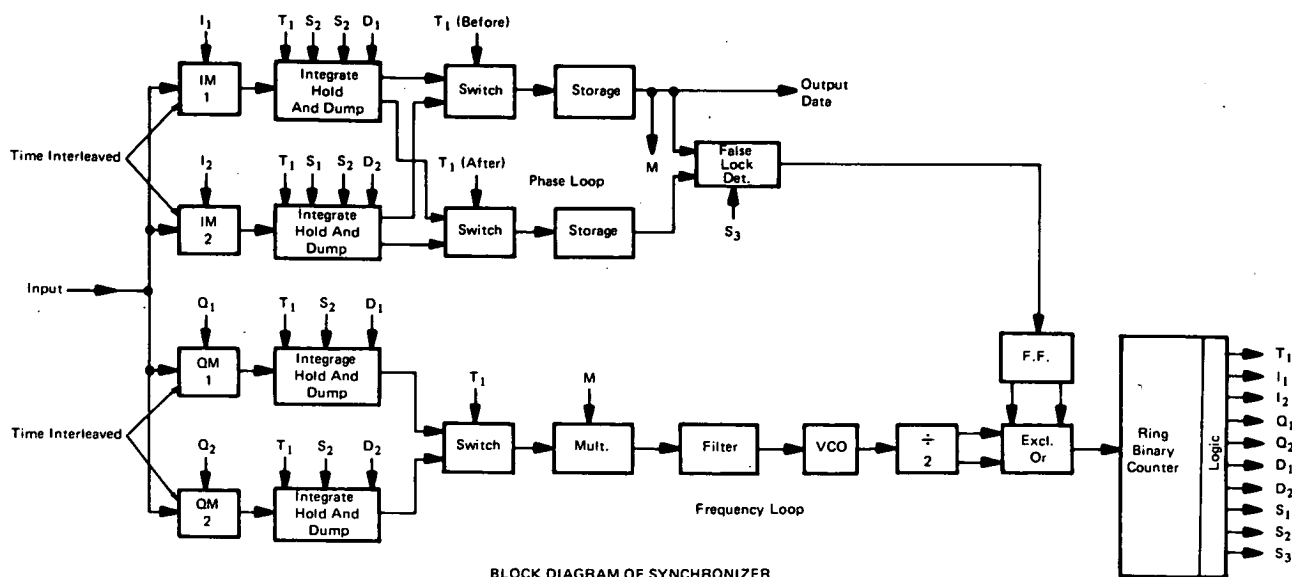 I1
T1 S2 S2 D1
T1 (Before)
IM
1
Integrate
Hold
And Dump
Switch
Storage
Output
Data
Time Interleaved
M
False
Lock
Det.
I2
T1 S1 S2 D2
T1 (After)
Phase Loop
IM
2
Integrate
Hold And
Dump
Switch
Storage
S3
Input
Q1
T1 S2 D1
QM
1
Integrage
Hold And
Dump
F.F.
T1
M
Time Interleaved
Switch
Mult.
Filter
VCO
÷
2
Excl.
Or
Ring
Binary
Counter
Logic
T1
I1
I2
Q1
Q2
D1
D2
S1
S2
S3
Q2
T1 S2 D2
QM
2
Integrate
Hold And
Dump
Frequency Loop
BLOCK DIAGRAM OF SYNCHRONIZER